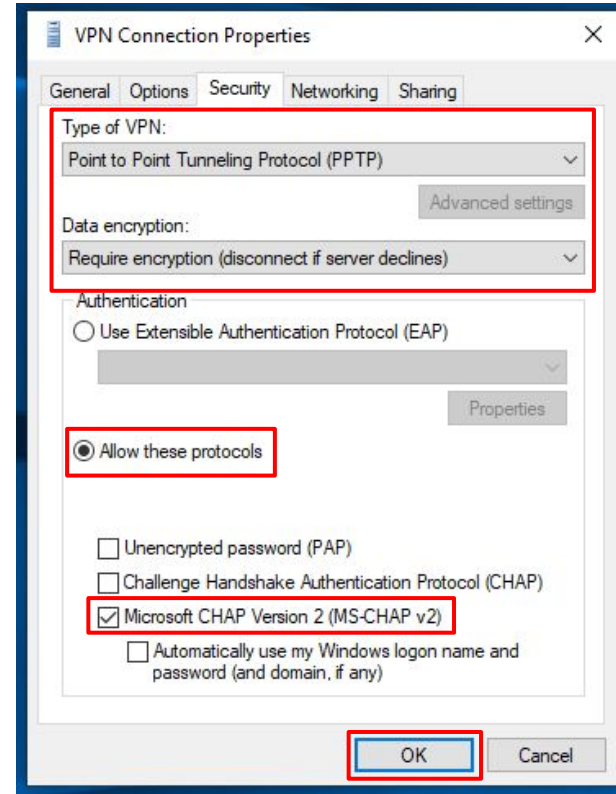 VPN Connection Properties
General Options Security Networking Sharing
Type of VPN:
Point to Point Tunneling Protocol (PPTP)
Advanced settings
Data encryption:
Require encryption (disconnect if server declines)
Authentication
Use Extensible Authentication Protocol (EAP)
Properties
Allow these protocols
Unencrypted password (PAP)
Challenge Handshake Authentication Protocol (CHAP)
Microsoft CHAP Version 2 (MS-CHAP v2)
Automatically use my Windows logon name and
password (and domain, if any)
OK Cancel